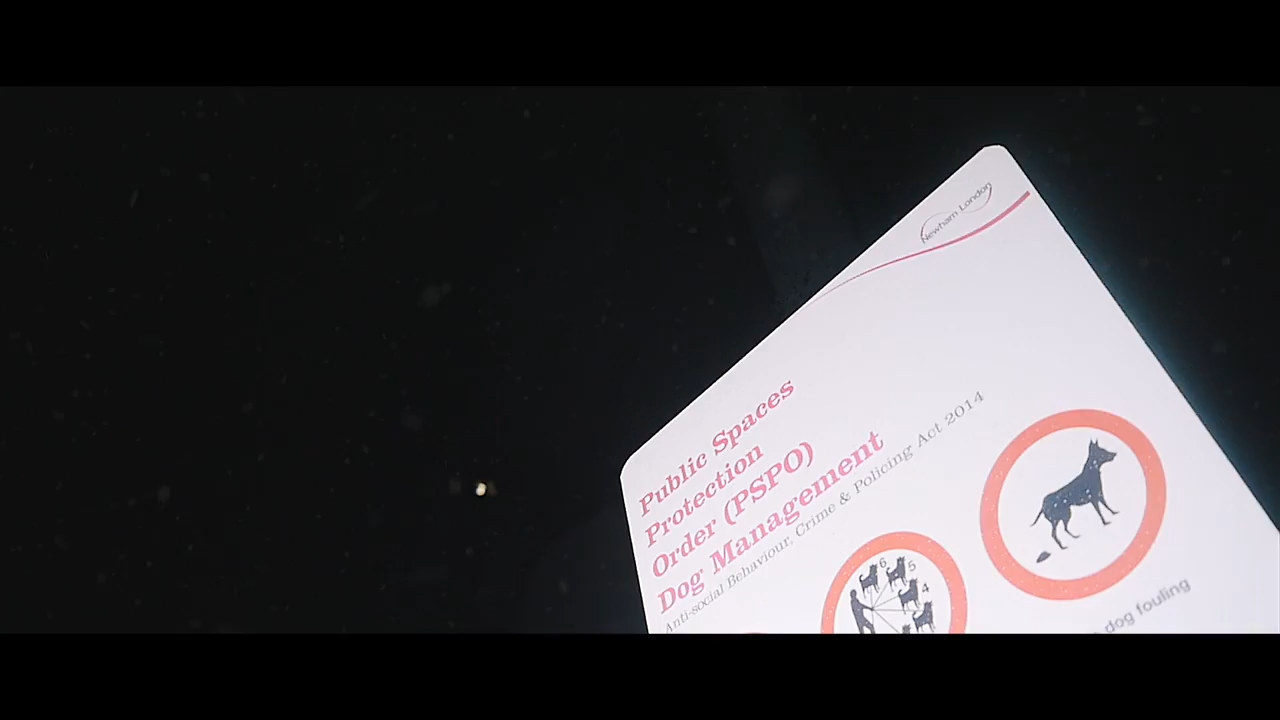 Newham London
Public Spaces
Protection
Order (PSPO)
Dog Management
Anti-social Behaviour, Crime & Policing Act 2014
6
5
4
dog fouling